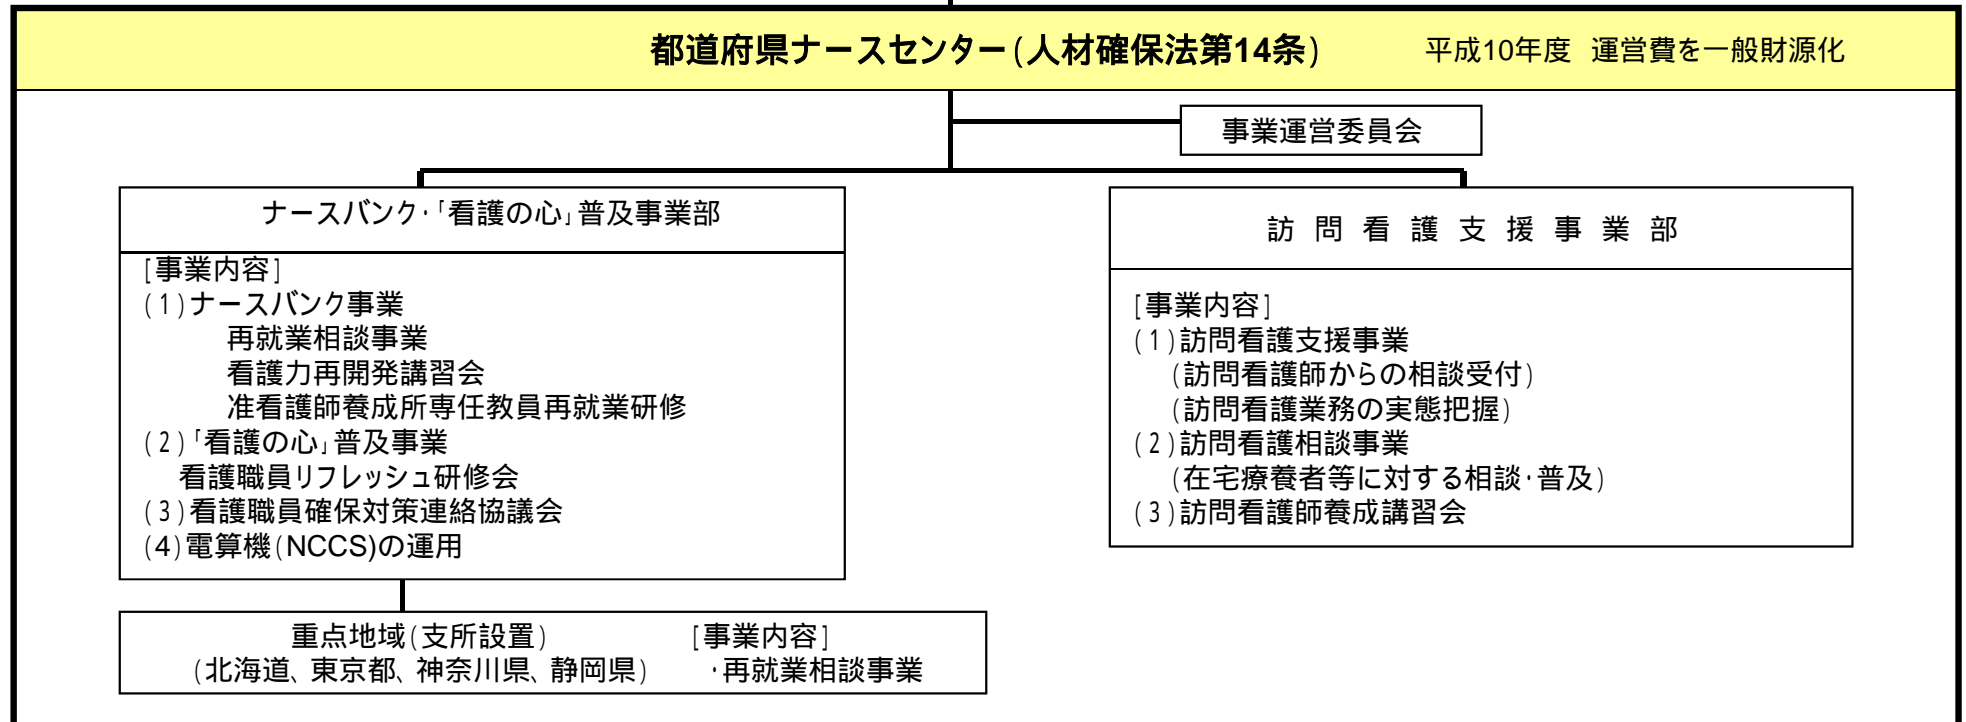 都道府県ナースセンター(人材確保法第14条)　平成10年度 運営費を一般財源化
事業運営委員会
ナースバンク・「看護の心」普及事業部
[事業内容]
(1)ナースバンク事業
再就業相談事業
看護力再開発講習会
准看護師養成所専任教員再就業研修
(2)「看護の心」普及事業
看護職員リフレッシュ研修会
(3)看護職員確保対策連絡協議会
(4)電算機(NCCS)の運用
重点地域(支所設置)　[事業内容]
(北海道、東京都、神奈川県、静岡県)　・再就業相談事業
訪問看護支援事業部
[事業内容]
(1)訪問看護支援事業
(訪問看護師からの相談受付)
(訪問看護業務の実態把握)
(2)訪問看護相談事業
(在宅療養者等に対する相談・普及)
(3)訪問看護師養成講習会